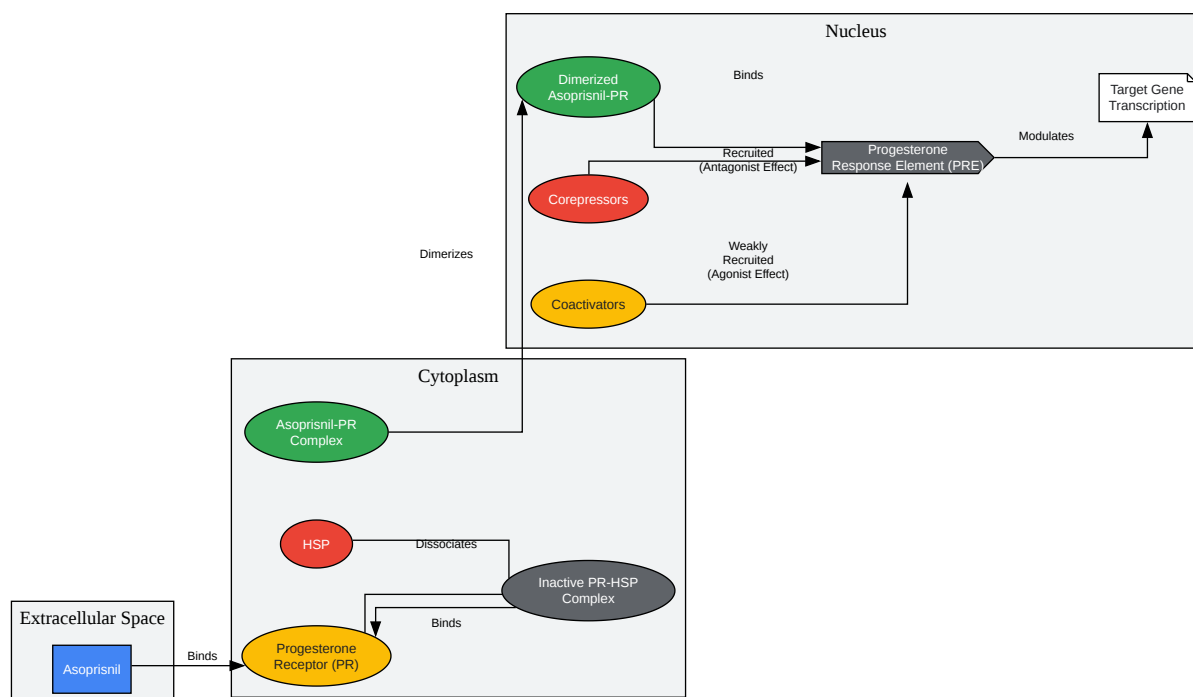 Nucleus
Dimerized
Asoprisnil-PR
Binds
Target Gene
Transcription
Modulates
Progesterone
Response Element (PRE)
Recruited
(Antagonist Effect)
Corepressors
Dimerizes
Weakly
Recruited
(Agonist Effect)
Coactivators
Cytoplasm
Asoprisnil-PR
Complex
HSP
Dissociates
Inactive PR-HSP
Complex
Binds
Extracellular Space
Asoprisnil
Binds
Progesterone
Receptor (PR)